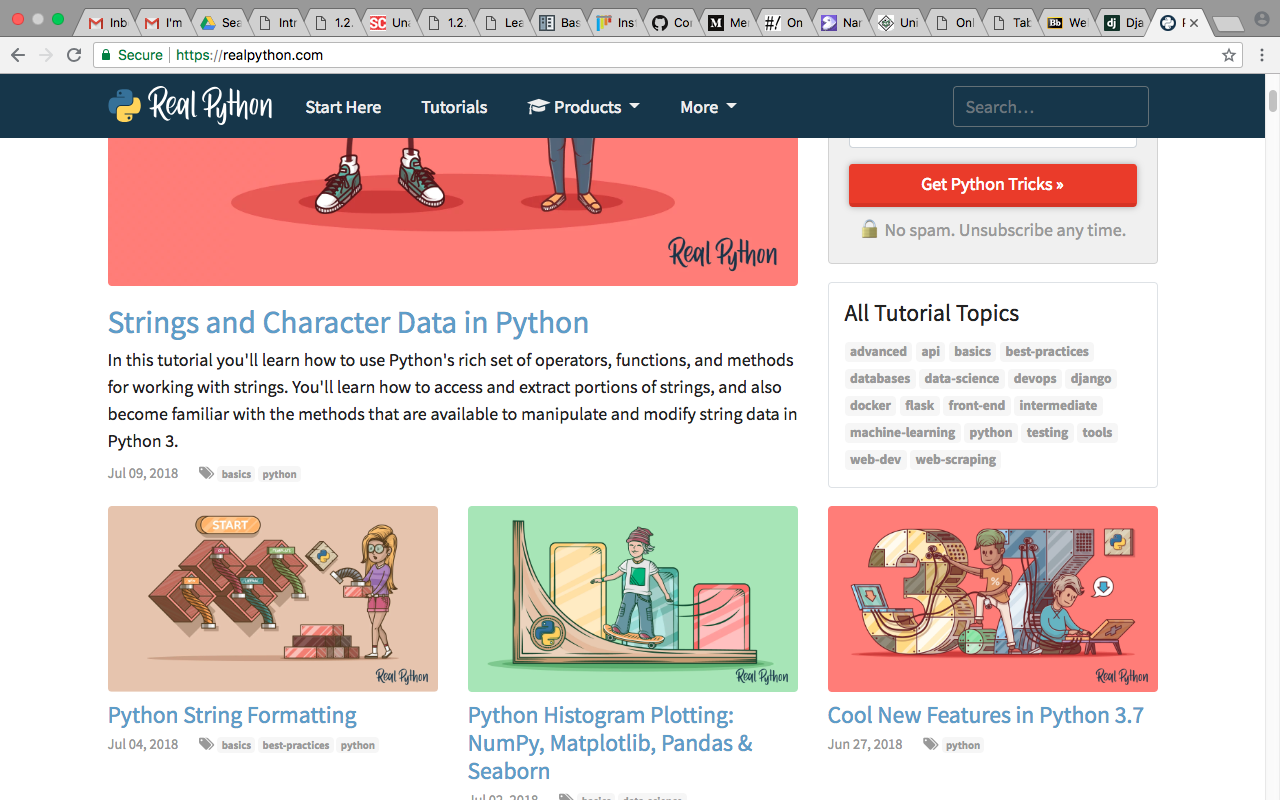 Inb
I'm
Sea
Intr
1.2.
Una
1.2.
Lea
Bas
Ins
Co
Me
On
Nar
Uni
Onl
Tab
We
Dja
Secure
https://realpython.com
Real Python
Start Here
Tutorials
Products
More
Search...
Real Python
Get Python Tricks »
No spam. Unsubscribe any time.
Strings and Character Data in Python
In this tutorial you'll learn how to use Python's rich set of operators, functions, and methods
for working with strings. You'll learn how to access and extract portions of strings, and also
become familiar with the methods that are available to manipulate and modify string data in
Python 3.
Jul 09, 2018 basics python
All Tutorial Topics
advanced api basics best-practices
databases data-science devops django
docker flask front-end intermediate
machine-learning python testing tools
web-dev web-scraping
START
Real Python
Python String Formatting
Jul 04, 2018 basics best-practices python
Real Python
Python Histogram Plotting:
NumPy, Matplotlib, Pandas &
Seaborn
Jul 02, 2018 basics data-science
3.7
Real Python
Cool New Features in Python 3.7
Jun 27, 2018 python